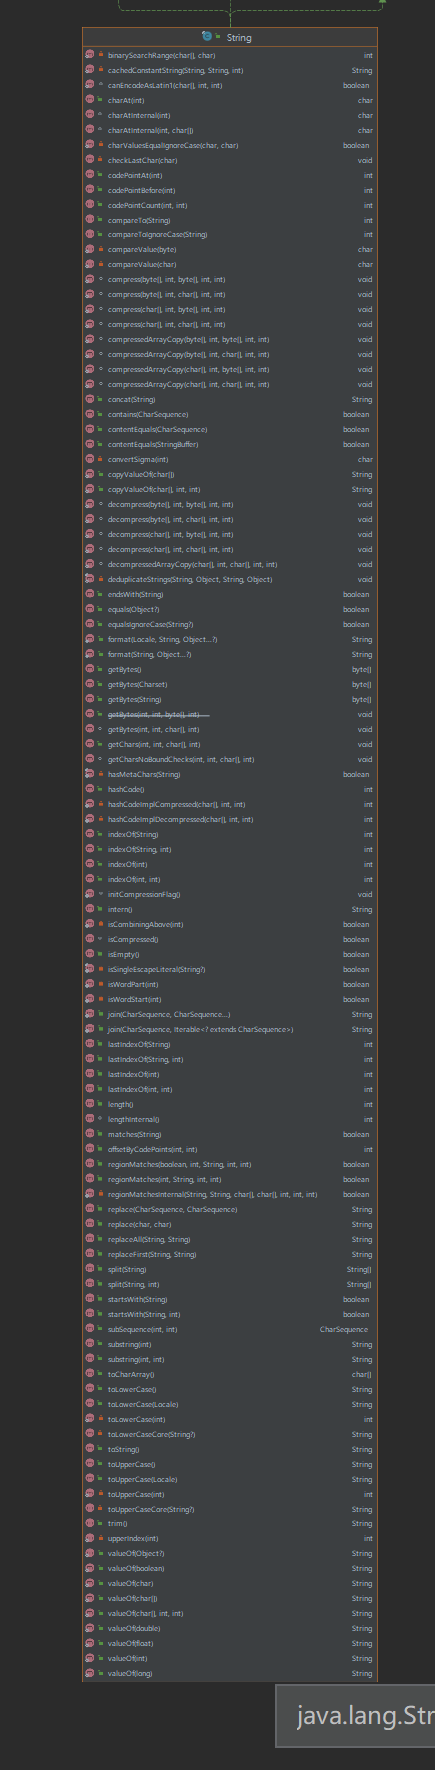 String
binarySearchRange(char[], char) int
cachedConstantString(String, String, int) String
canEncodeAsLatin1(char[], int, int) boolean
charAt(int) char
charAtInternal(int) char
charAtInternal(int, char[]) char
charValuesEqualIgnoreCase(char, char) boolean
checkLastChar(char) void
codePointAt(int) int
codePointBefore(int) int
codePointCount(int, int) int
compareTo(String) int
compareToIgnoreCase(String) int
compareValue(byte) char
compareValue(char) char
compress(byte[], int, byte[], int, int) void
compress(byte[], int, char[], int, int) void
compress(char[], int, byte[], int, int) void
compress(char[], int, char[], int, int) void
compressedArrayCopy(byte[], int, byte[], int, int) void
compressedArrayCopy(byte[], int, char[], int, int) void
compressedArrayCopy(char[], int, byte[], int, int) void
compressedArrayCopy(char[], int, char[], int, int) void
concat(String) String
contains(CharSequence) boolean
contentEquals(CharSequence) boolean
contentEquals(StringBuffer) boolean
convertSigma(int) char
copyValueOf(char[]) String
copyValueOf(char[], int, int) String
decompress(byte[], int, byte[], int, int) void
decompress(byte[], int, char[], int, int) void
decompress(char[], int, byte[], int, int) void
decompress(char[], int, char[], int, int) void
decompressedArrayCopy(char[], int, char[], int, int) void
deduplicateStrings(String, Object, String, Object) void
endsWith(String) boolean
equals(Object?) boolean
equalsIgnoreCase(String?) boolean
format(Locale, String, Object...?) String
format(String, Object...?) String
getBytes() byte[]
getBytes(Charset) byte[]
getBytes(String) byte[]
getBytes(int, int, byte[], int) void
getBytes(int, int, char[], int) void
getChars(int, int, char[], int) void
getCharsNoBoundChecks(int, int, char[], int) void
hasMetaChars(String) boolean
hashCode() int
hashCodeImplCompressed(char[], int, int) int
hashCodeImplDecompressed(char[], int, int) int
indexOf(String) int
indexOf(String, int) int
indexOf(int) int
indexOf(int, int) int
initCompressionFlag() void
intern() String
isCombiningAbove(int) boolean
isCompressed() boolean
isEmpty() boolean
isSingleEscapeLiteral(String?) boolean
isWordPart(int) boolean
isWordStart(int) boolean
join(CharSequence, CharSequence...) String
join(CharSequence, Iterable<? extends CharSequence>) String
lastIndexOf(String) int
lastIndexOf(String, int) int
lastIndexOf(int) int
lastIndexOf(int, int) int
length() int
lengthInternal() int
matches(String) boolean
offsetByCodePoints(int, int) int
regionMatches(boolean, int, String, int, int) boolean
regionMatches(int, String, int, int) boolean
regionMatchesInternal(String, String, char[], char[], int, int, int) boolean
replace(CharSequence, CharSequence) String
replace(char, char) String
replaceAll(String, String) String
replaceFirst(String, String) String
split(String) String[]
split(String, int) String[]
startsWith(String) boolean
startsWith(String, int) boolean
subSequence(int, int) CharSequence
substring(int) String
substring(int, int) String
toCharArray() char[]
toLowerCase() String
toLowerCase(Locale) String
toLowerCase(int) int
toLowerCaseCore(String?) String
toString() String
toUpperCase() String
toUpperCase(Locale) String
toUpperCase(int) int
toUpperCaseCore(String?) String
trim() String
upperIndex(int) int
valueOf(Object?) String
valueOf(boolean) String
valueOf(char) String
valueOf(char[]) String
valueOf(char[], int, int) String
valueOf(double) String
valueOf(float) String
valueOf(int) String
valueOf(long) String
java.lang.Str